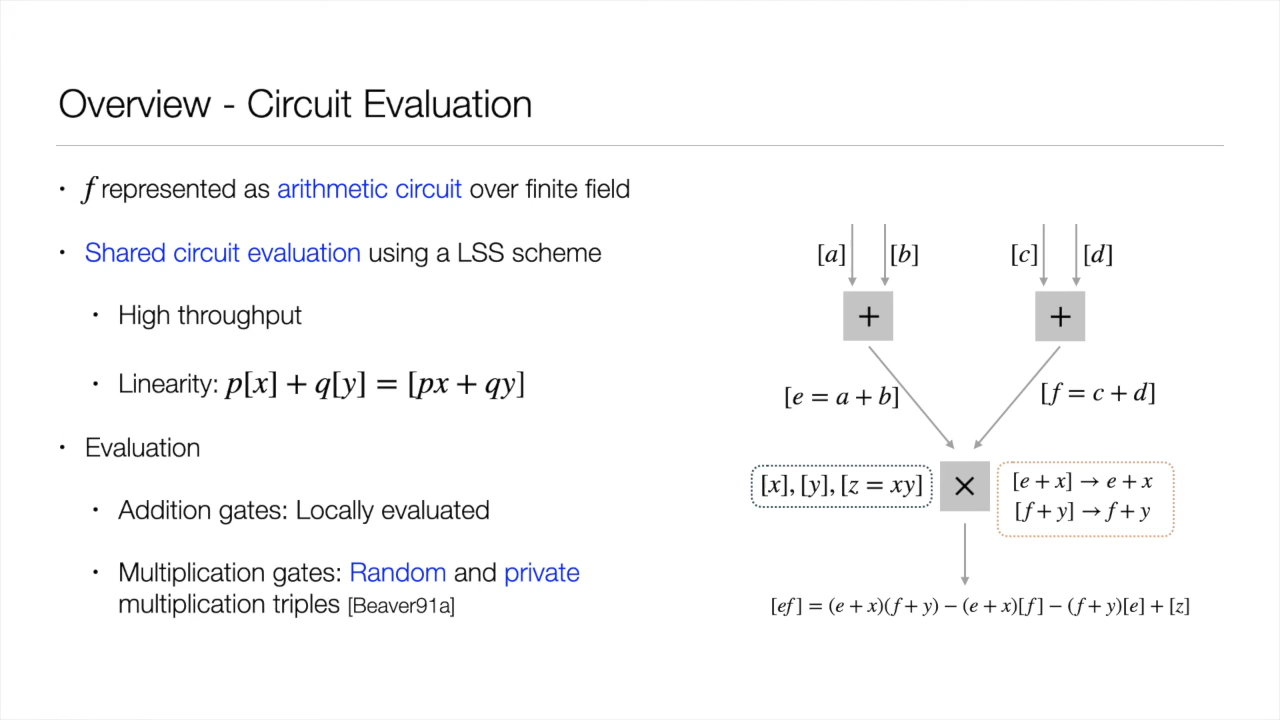 Overview - Circuit Evaluation
• f represented as arithmetic circuit over finite field
• Shared circuit evaluation using a LSS scheme
• High throughput
• Linearity: p[x] + q[y] = [px + qy]
• Evaluation
• Addition gates: Locally evaluated
• Multiplication gates: Random and private
multiplication triples [Beaver91a]
[a] [b] [c] [d]
+ +
[e = a + b] [f = c + d]
[x], [y], [z = xy] × [e + x] → e + x
[f + y] → f + y
[ef] = (e + x)(f + y) − (e + x)[f] − (f + y)[e] + [z]